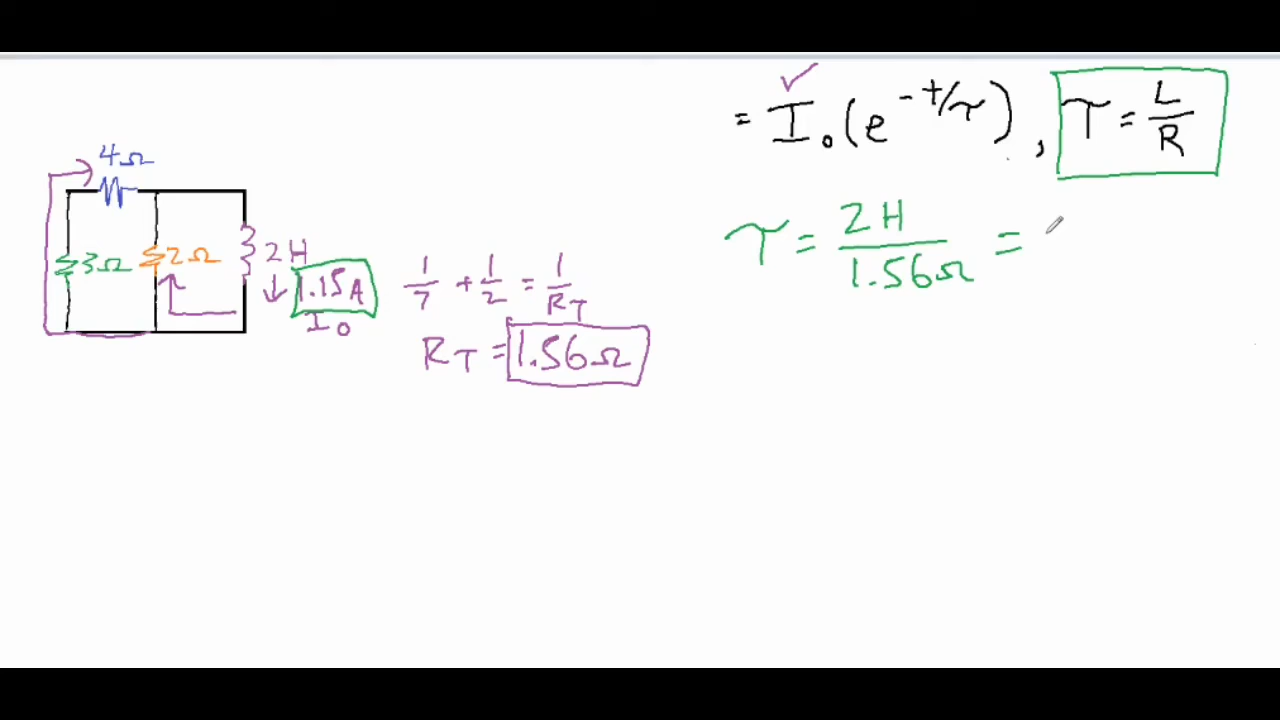 = I₀(e^(-t/τ)), τ = L/R
τ = 2H/1.56Ω =
4Ω
3Ω
2Ω
2H
1.15A
I₀
1/7 + 1/2 = 1/R_T
R_T = 1.56Ω